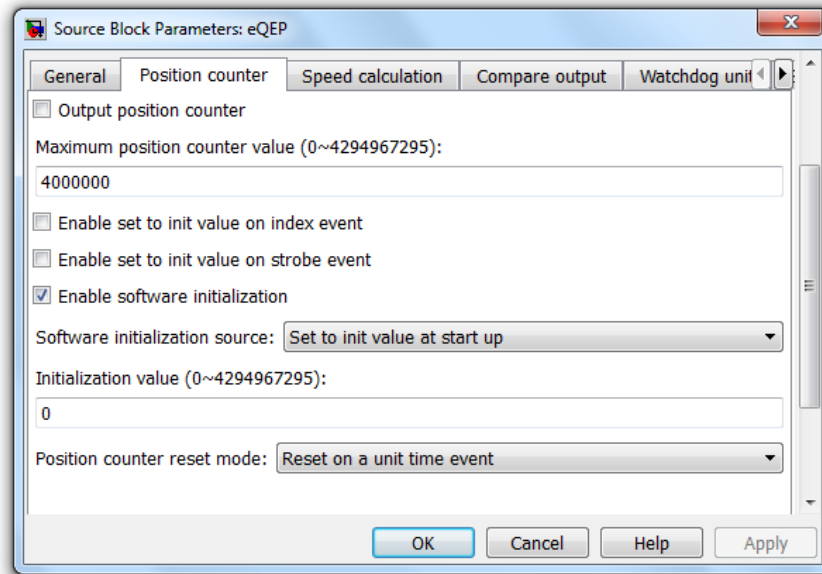 Source Block Parameters: eQEP
General Position counter Speed calculation Compare output Watchdog unit
Output position counter
Maximum position counter value (0~4294967295):
4000000
Enable set to init value on index event
Enable set to init value on strobe event
Enable software initialization
Software initialization source: Set to init value at start up
Initialization value (0~4294967295):
0
Position counter reset mode: Reset on a unit time event
OK Cancel Help Apply